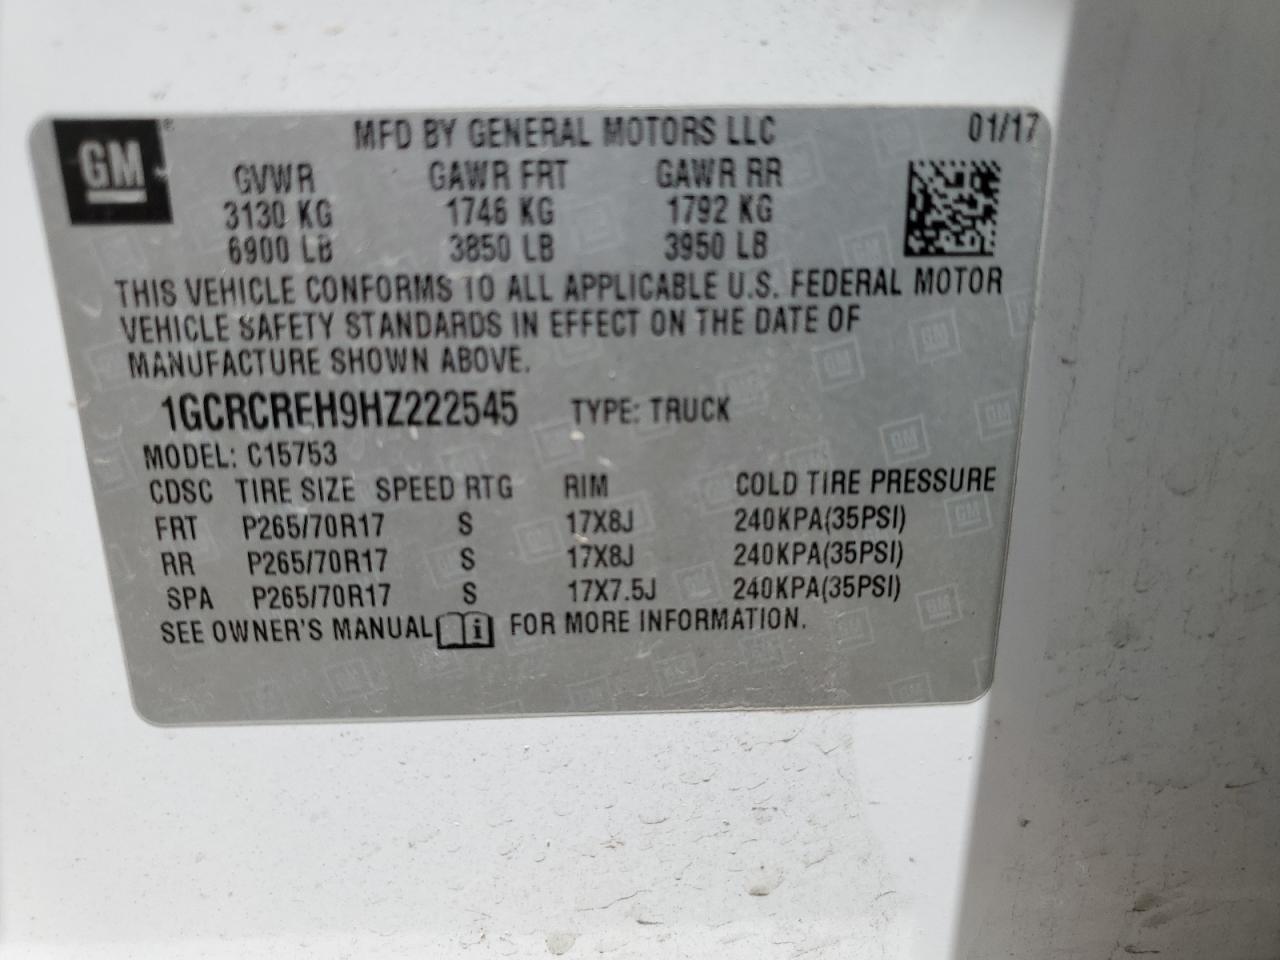 GM
MFD BY GENERAL MOTORS LLC 01/17
GVWR GAWR FRT GAWR RR
3130 KG 1746 KG 1792 KG
6900 LB 3850 LB 3950 LB
THIS VEHICLE CONFORMS TO ALL APPLICABLE U.S. FEDERAL MOTOR
VEHICLE SAFETY STANDARDS IN EFFECT ON THE DATE OF
MANUFACTURE SHOWN ABOVE.
1GCRCREH9HZ222545 TYPE: TRUCK
MODEL: C15753
CDSC TIRE SIZE SPEED RTG RIM COLD TIRE PRESSURE
FRT P265/70R17 S 17X8J 240KPA(35PSI)
RR P265/70R17 S 17X8J 240KPA(35PSI)
SPA P265/70R17 S 17X7.5J 240KPA(35PSI)
SEE OWNER'S MANUAL i FOR MORE INFORMATION.